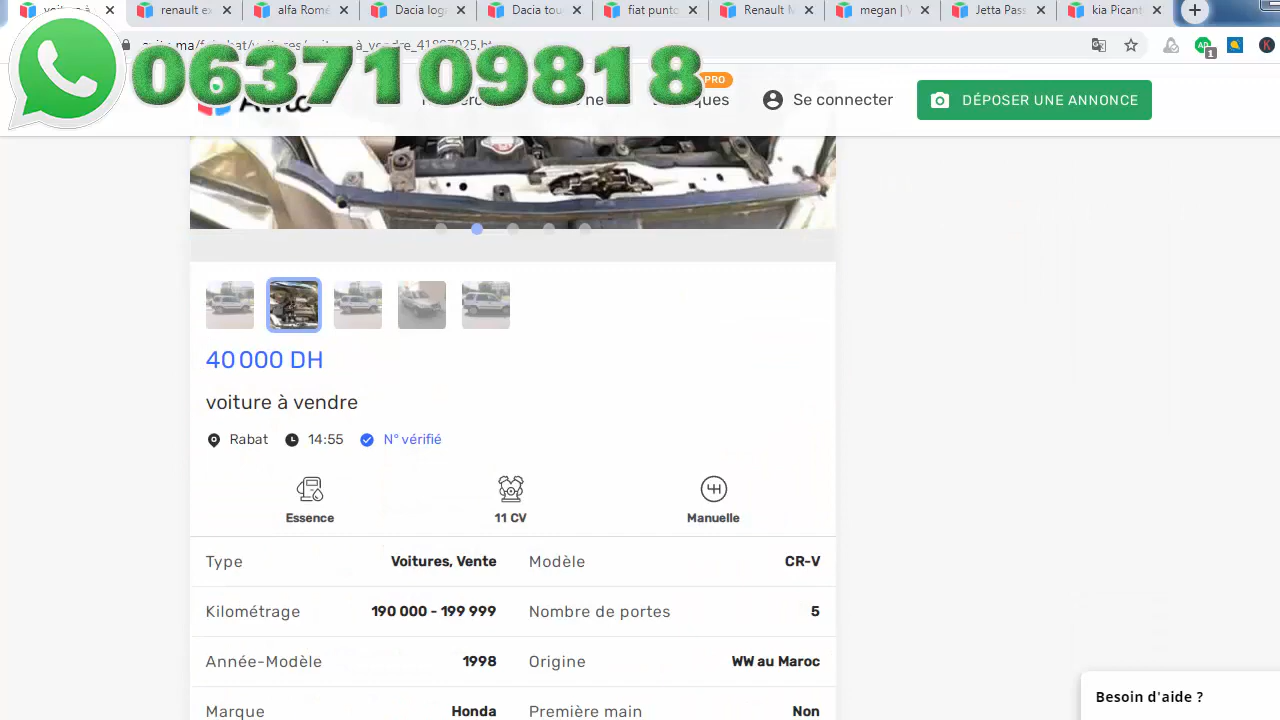 renault ex
alfa Romé
Dacia log
Dacia tou
fiat punto
Renault M
megan | V
Jetta Pass
kia Picant
0637109818
PRO
Se connecter
DÉPOSER UNE ANNONCE
40 000 DH
voiture à vendre
Rabat 14:55 N° vérifié
Essence 11 CV Manuelle
Type Voitures, Vente Modèle CR-V
Kilométrage 190 000 - 199 999 Nombre de portes 5
Année-Modèle 1998 Origine WW au Maroc
Marque Honda Première main Non
Besoin d'aide ?